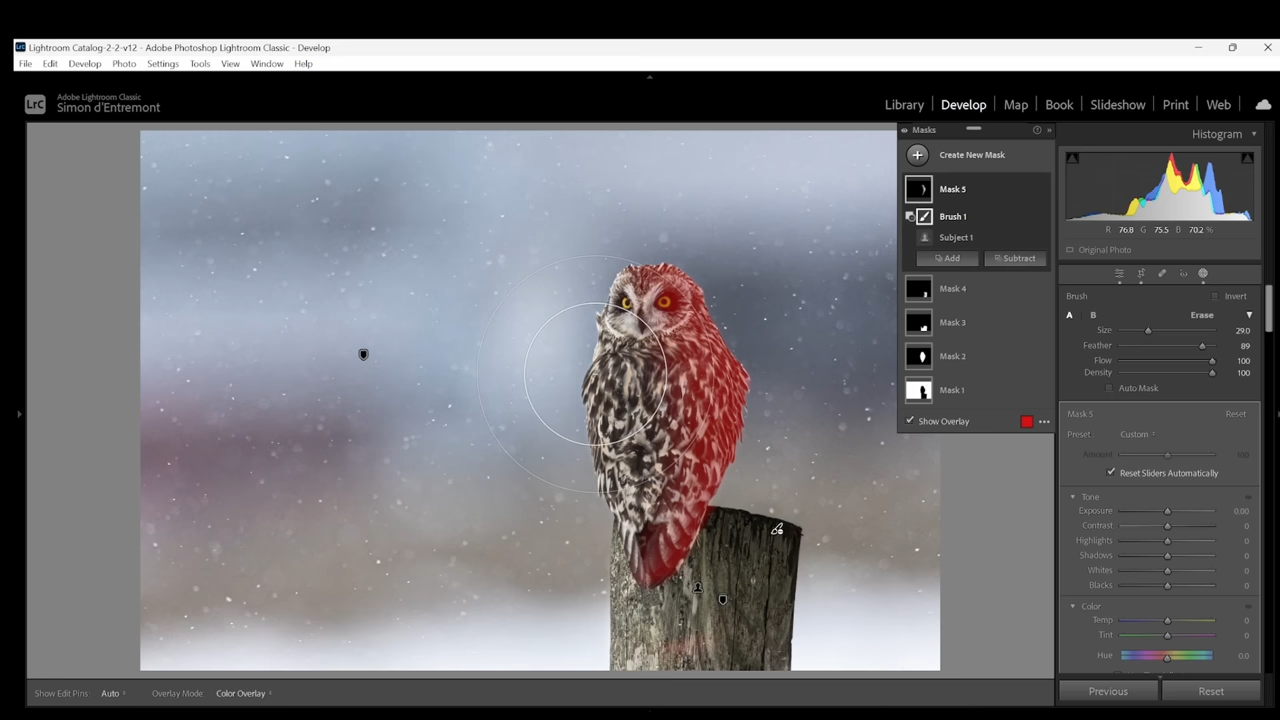 LrC Lightroom Catalog-2-2-v12 - Adobe Photoshop Lightroom Classic - Develop
File Edit Develop Photo Settings Tools View Window Help
LrC Adobe Lightroom Classic
Simon d'Entremont
Library | Develop | Map | Book | Slideshow | Print | Web
Masks
Create New Mask
Mask 5
Brush 1
Subject 1
Add Subtract
Mask 4
Mask 3
Mask 2
Mask 1
Show Overlay
Histogram
R 76.8 G 75.5 B 70.2 %
Original Photo
Brush Invert
A B Erase
Size 29.0
Feather 89
Flow 100
Density 100
Auto Mask
Mask 5 Reset
Preset: Custom
Amount 100
Reset Sliders Automatically
Tone
Exposure 0.00
Contrast 0
Highlights 0
Shadows 0
Whites 0
Blacks 0
Color
Temp 0
Tint 0
Hue 0.0
Previous Reset
Show Edit Pins: Auto Overlay Mode: Color Overlay